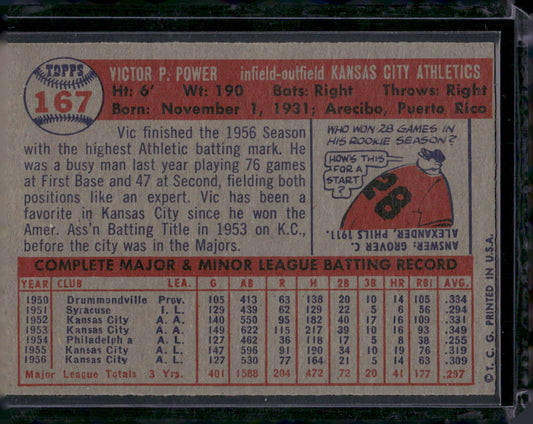 TOPPS
167
VICTOR P. POWER infield-outfield KANSAS CITY ATHLETICS
Ht: 6' Wt: 190 Bats: Right Throws: Right
Born: November 1, 1931; Arecibo, Puerto Rico
Vic finished the 1956 Season
with the highest Athletic batting mark. He
was a busy man last year playing 76 games
at First Base and 47 at Second, fielding both
positions like an expert. Vic has been a
favorite in Kansas City since he won the
Amer. Ass'n Batting Title in 1953 on K.C.,
before the city was in the Majors.
WHO WON 28 GAMES IN
HIS ROOKIE SEASON?
HOW'S THIS
FOR A
START?
28
ANSWER: GROVER C.
ALEXANDER, PHILS 1911.
COMPLETE MAJOR & MINOR LEAGUE BATTING RECORD
YEAR CLUB LEA. G AB R H 2B 3B HR RBI AVG.
1950 Drummondville Prov. 105 413 63 138 20 10 14 105 .334
1951 Syracuse I. L. 129 439 62 129 22 5 6 56 .294
1952 Kansas City A. A. 140 550 95 182 40 17 16 109 .331
1953 Kansas City A. A. 149 622 115 217 39 10 16 93 .349
1954 Philadelph a A. L. 127 462 36 118 17 5 8 38 .255
1955 Kansas City A. L. 147 596 91 190 34 10 19 76 .319
1956 Kansas City A. L. 127 530 77 164 21 5 14 63 .309
Major League Totals 3 Yrs. 401 1588 204 472 72 20 41 177 .297
© T. C. G. PRINTED IN U.S.A.